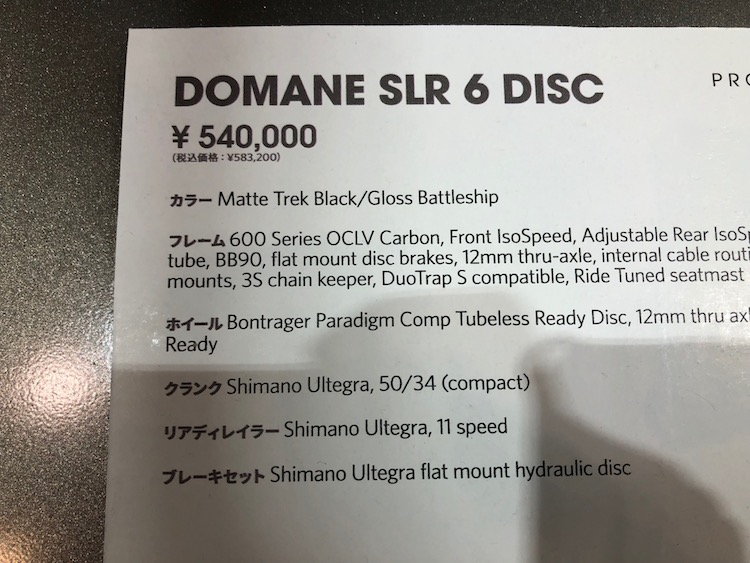 DOMANE SLR 6 DISC
PRO
¥ 540,000
(税込価格：¥583,200)
カラー Matte Trek Black/Gloss Battleship
フレーム 600 Series OCLV Carbon, Front IsoSpeed, Adjustable Rear IsoSp
tube, BB90, flat mount disc brakes, 12mm thru-axle, internal cable routi
mounts, 3S chain keeper, DuoTrap S compatible, Ride Tuned seatmast
ホイール Bontrager Paradigm Comp Tubeless Ready Disc, 12mm thru axl
Ready
クランク Shimano Ultegra, 50/34 (compact)
リアディレイラー Shimano Ultegra, 11 speed
ブレーキセット Shimano Ultegra flat mount hydraulic disc